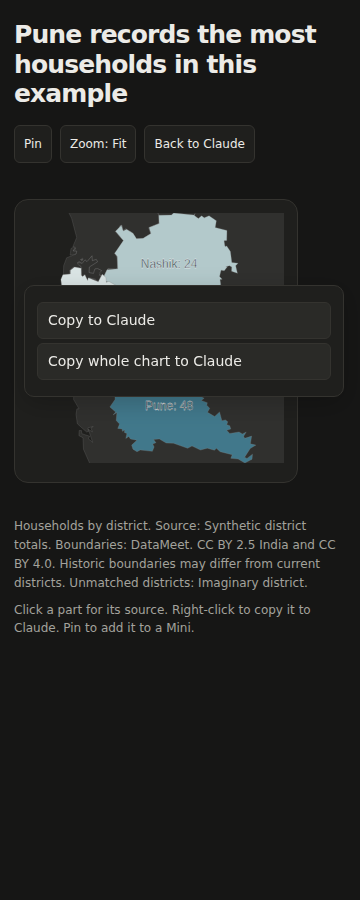 Pune records the most
households in this
example
Pin
Zoom: Fit
Back to Claude
Nashik: 24
Copy to Claude
Copy whole chart to Claude
Pune: 48
Households by district. Source: Synthetic district
totals. Boundaries: DataMeet. CC BY 2.5 India and CC
BY 4.0. Historic boundaries may differ from current
districts. Unmatched districts: Imaginary district.
Click a part for its source. Right-click to copy it to
Claude. Pin to add it to a Mini.